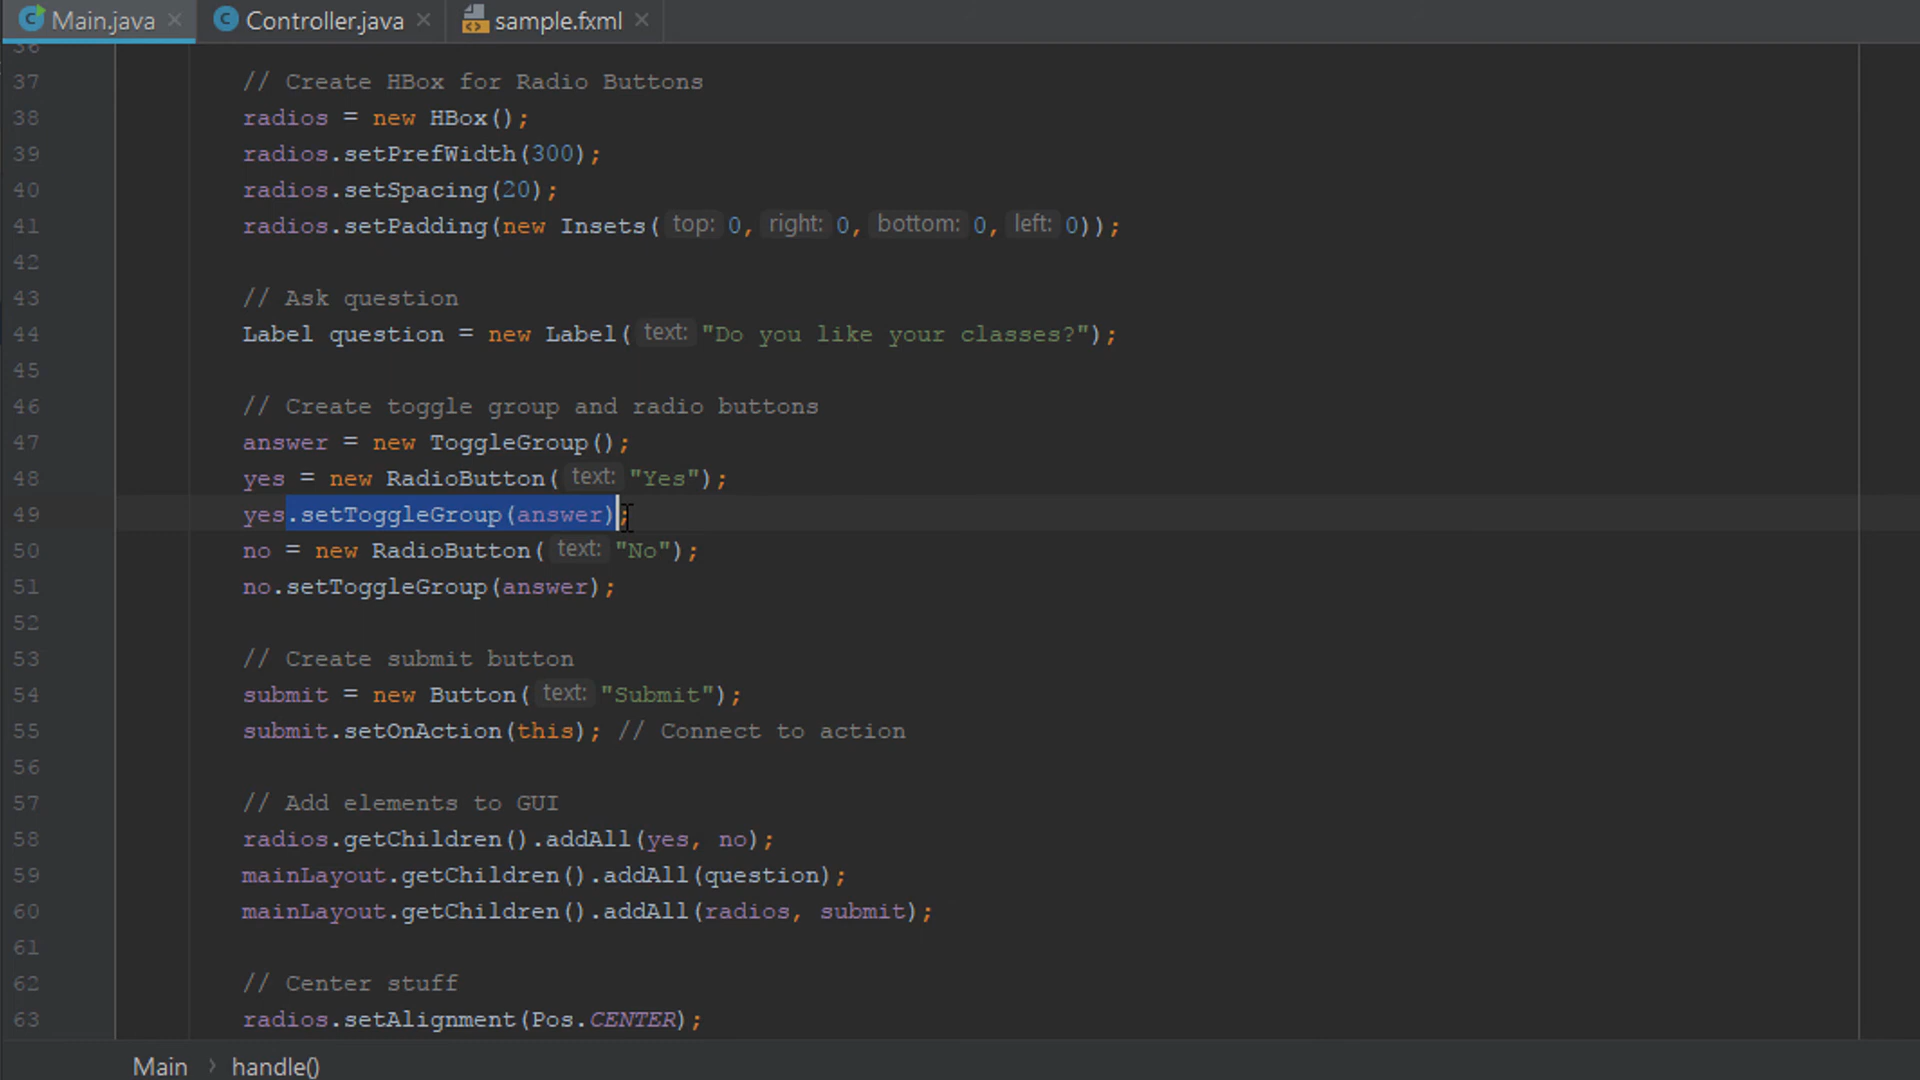 Main.java Controller.java sample.fxml
36
37 // Create HBox for Radio Buttons
38 radios = new HBox();
39 radios.setPrefWidth(300);
40 radios.setSpacing(20);
41 radios.setPadding(new Insets( top: 0, right: 0, bottom: 0, left: 0));
42
43 // Ask question
44 Label question = new Label( text: "Do you like your classes?");
45
46 // Create toggle group and radio buttons
47 answer = new ToggleGroup();
48 yes = new RadioButton( text: "Yes");
49 yes.setToggleGroup(answer);
50 no = new RadioButton( text: "No");
51 no.setToggleGroup(answer);
52
53 // Create submit button
54 submit = new Button( text: "Submit");
55 submit.setOnAction(this); // Connect to action
56
57 // Add elements to GUI
58 radios.getChildren().addAll(yes, no);
59 mainLayout.getChildren().addAll(question);
60 mainLayout.getChildren().addAll(radios, submit);
61
62 // Center stuff
63 radios.setAlignment(Pos.CENTER);
Main › handle()